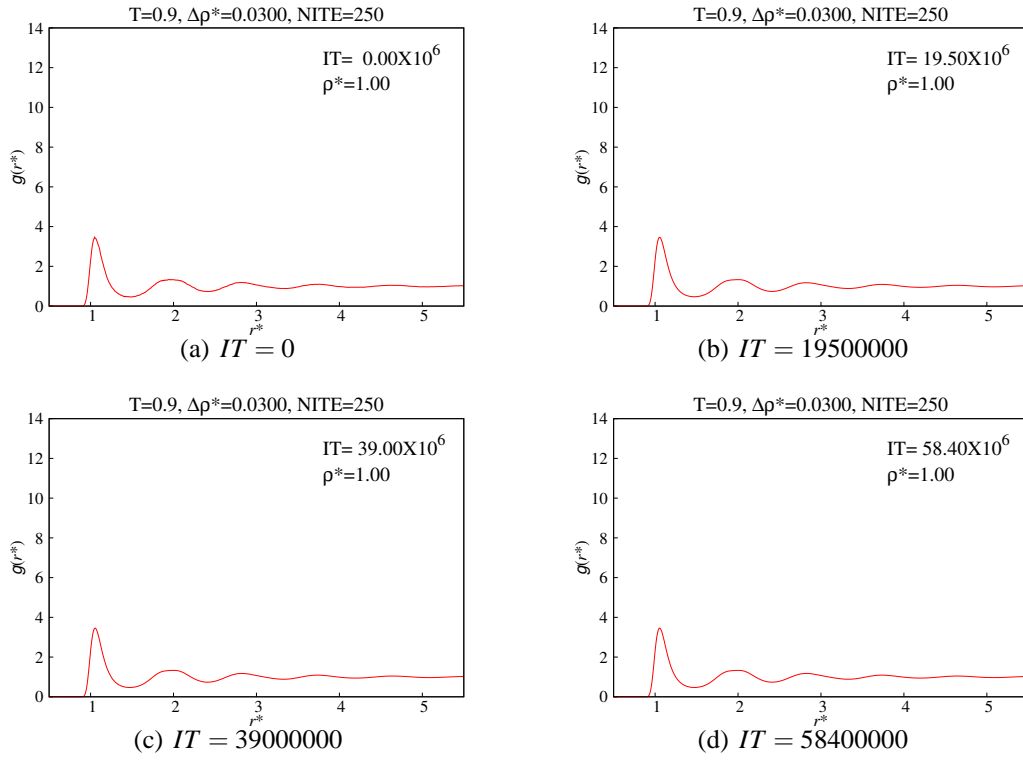 T=0.9, Δρ*=0.0300, NITE=250
14
12
10
8
6
4
2
0
g(r*)
IT= 0.00X10^6
ρ*=1.00
1 2 3 4 5
r*
(a) IT = 0
T=0.9, Δρ*=0.0300, NITE=250
14
12
10
8
6
4
2
0
g(r*)
IT= 19.50X10^6
ρ*=1.00
1 2 3 4 5
r*
(b) IT = 19500000
T=0.9, Δρ*=0.0300, NITE=250
14
12
10
8
6
4
2
0
g(r*)
IT= 39.00X10^6
ρ*=1.00
1 2 3 4 5
r*
(c) IT = 39000000
T=0.9, Δρ*=0.0300, NITE=250
14
12
10
8
6
4
2
0
g(r*)
IT= 58.40X10^6
ρ*=1.00
1 2 3 4 5
r*
(d) IT = 58400000